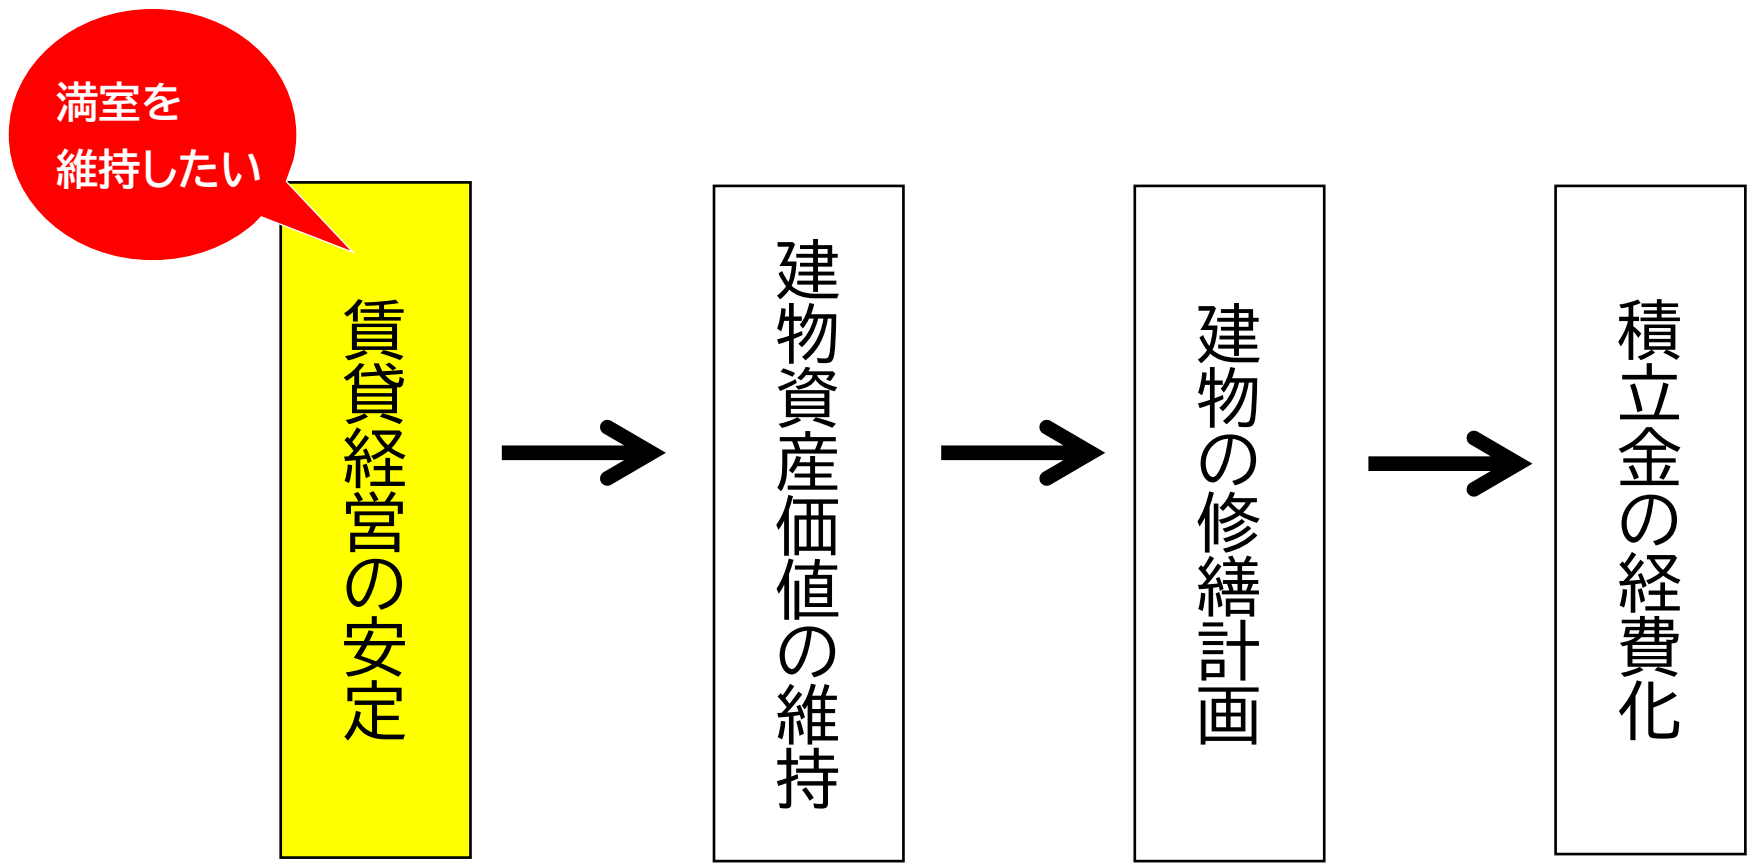 満室を
維持したい
賃貸経営の安定
建物資産価値の維持
建物の修繕計画
積立金の経費化